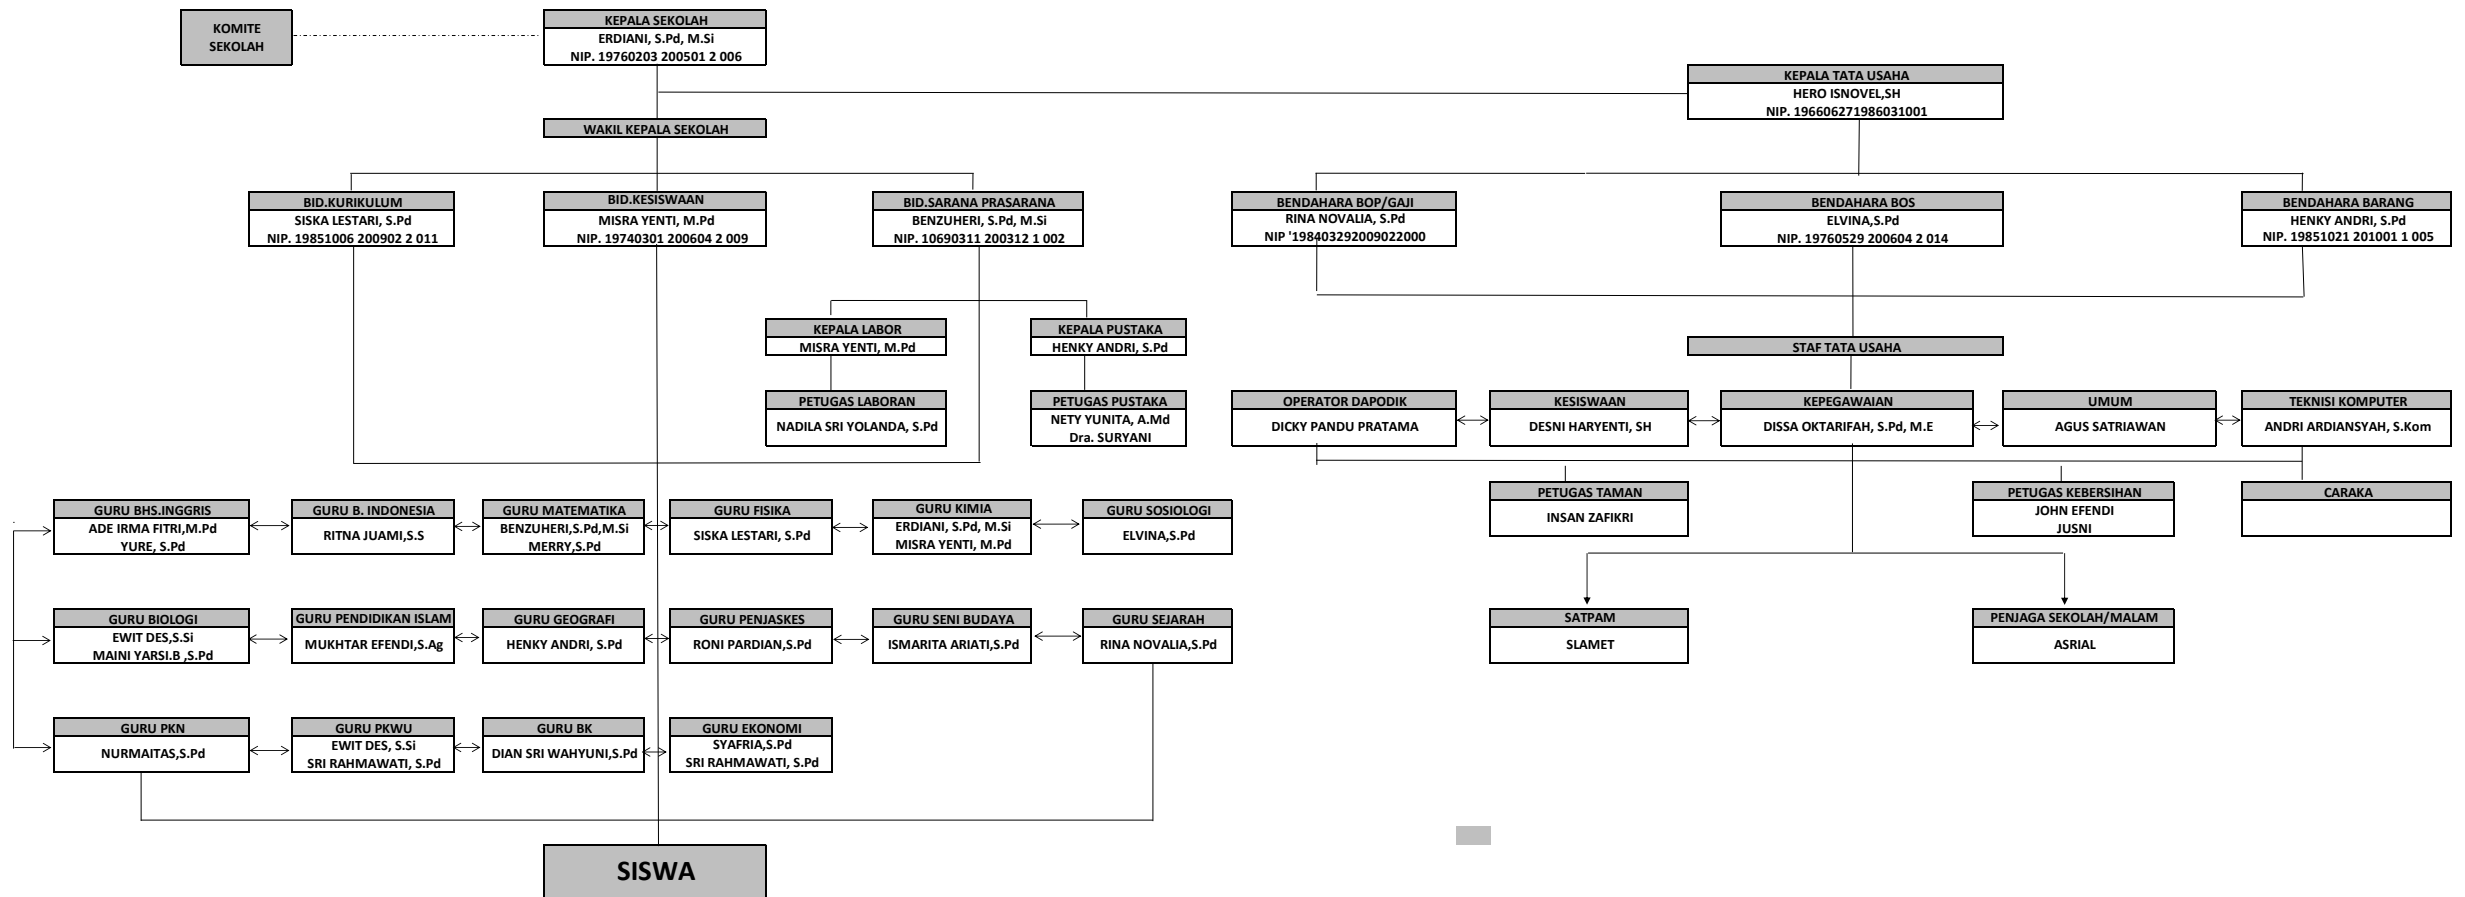 KOMITE
SEKOLAH
KEPALA SEKOLAH
ERDIANI, S.Pd, M.Si
NIP. 19760203 200501 2 006
KEPALA TATA USAHA
HERO ISNOVEL,SH
NIP. 196606271986031001
WAKIL KEPALA SEKOLAH
BID.KURIKULUM
SISKA LESTARI, S.Pd
NIP. 19851006 200902 2 011
BID.KESISWAAN
MISRA YENTI, M.Pd
NIP. 19740301 200604 2 009
BID.SARANA PRASARANA
BENZUHERI, S.Pd, M.Si
NIP. 10690311 200312 1 002
BENDAHARA BOP/GAJI
RINA NOVALIA, S.Pd
NIP '198403292009022000
BENDAHARA BOS
ELVINA,S.Pd
NIP. 19760529 200604 2 014
BENDAHARA BARANG
HENKY ANDRI, S.Pd
NIP. 19851021 201001 1 005
KEPALA LABOR
MISRA YENTI, M.Pd
KEPALA PUSTAKA
HENKY ANDRI, S.Pd
STAF TATA USAHA
PETUGAS LABORAN
NADILA SRI YOLANDA, S.Pd
PETUGAS PUSTAKA
NETY YUNITA, A.Md
Dra. SURYANI
OPERATOR DAPODIK
DICKY PANDU PRATAMA
KESISWAAN
DESNI HARYENTI, SH
KEPEGAWAIAN
DISSA OKTARIFAH, S.Pd, M.E
UMUM
AGUS SATRIAWAN
TEKNISI KOMPUTER
ANDRI ARDIANSYAH, S.Kom
PETUGAS TAMAN
INSAN ZAFIKRI
PETUGAS KEBERSIHAN
JOHN EFENDI
JUSNI
CARAKA
GURU BHS.INGGRIS
ADE IRMA FITRI,M.Pd
YURE, S.Pd
GURU B. INDONESIA
RITNA JUAMI,S.S
GURU MATEMATIKA
BENZUHERI,S.Pd,M.Si
MERRY,S.Pd
GURU FISIKA
SISKA LESTARI, S.Pd
GURU KIMIA
ERDIANI, S.Pd, M.Si
MISRA YENTI, M.Pd
GURU SOSIOLOGI
ELVINA,S.Pd
GURU BIOLOGI
EWIT DES,S.Si
MAINI YARSI.B ,S.Pd
GURU PENDIDIKAN ISLAM
MUKHTAR EFENDI,S.Ag
GURU GEOGRAFI
HENKY ANDRI, S.Pd
GURU PENJASKES
RONI PARDIAN,S.Pd
GURU SENI BUDAYA
ISMARITA ARIATI,S.Pd
GURU SEJARAH
RINA NOVALIA,S.Pd
SATPAM
SLAMET
PENJAGA SEKOLAH/MALAM
ASRIAL
GURU PKN
NURMAITAS,S.Pd
GURU PKWU
EWIT DES, S.Si
SRI RAHMAWATI, S.Pd
GURU BK
DIAN SRI WAHYUNI,S.Pd
GURU EKONOMI
SYAFRIA,S.Pd
SRI RAHMAWATI, S.Pd
SISWA